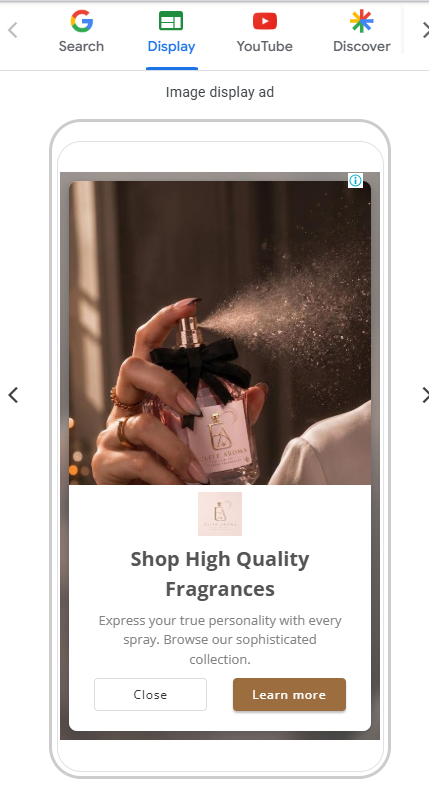 Search
Display
YouTube
Discover
Image display ad
Shop High Quality
Fragrances
Express your true personality with every
spray. Browse our sophisticated
collection.
Close
Learn more